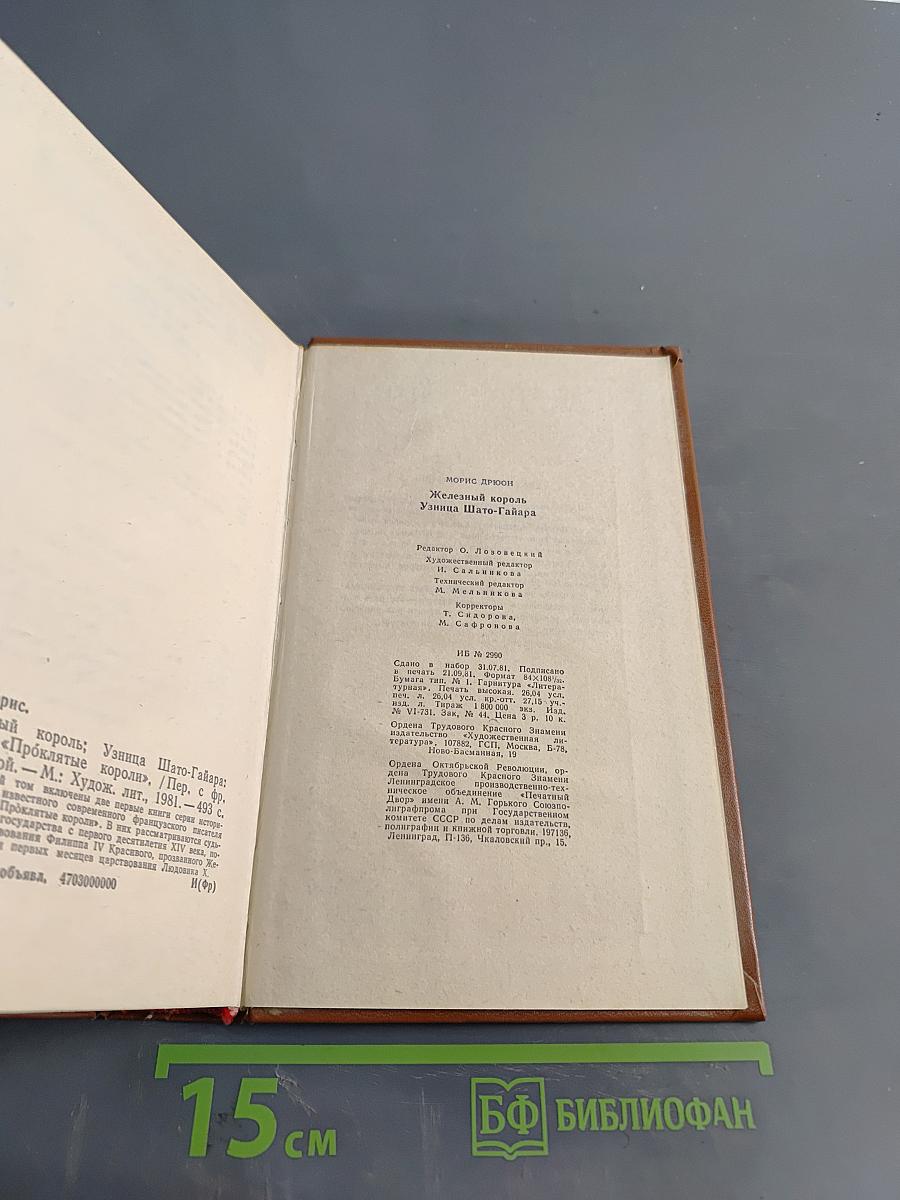 рис.
ый король; Узница Шато-Гайара:
«Про́клятые короли». /Пер. с фр.
ой. — М.: Худож. лит., 1981. — 493 с.
й том включены две первые книги серии истори-
известного современного французского писателя
Про́клятые короли». В них рассматриваются судь-
государства с первого десятилетия XIV века, по-
вования Филиппа IV Красивого, прозванного Же-
и первых месяцев царствования Людовика X.
объявл. 4703000000 И(Фр)
МОРИС ДРЮОН
Железный король
Узница Шато-Гайара
Редактор О. Лозовецкий
Художественный редактор
И. Сальникова
Технический редактор
М. Мельникова
Корректоры
Т. Сидорова,
М. Сафронова
ИБ № 2990
Сдано в набор 31.07.81. Подписано
в печать 21.09.81. Формат 84×108¹/₃₂.
Бумага тип. № 1. Гарнитура «Литера-
турная». Печать высокая. 26,04 усл.
печ. л. 26,04 усл. кр.-отт. 27,15 уч.-
изд. л. Тираж 1 800 000 экз. Изд.
№ VI-731. Зак. № 44. Цена 3 р. 10 к.
Ордена Трудового Красного Знамени
издательство «Художественная ли-
тература», 107882, ГСП, Москва, Б-78,
Ново-Басманная, 19
Ордена Октябрьской Революции, ор-
дена Трудового Красного Знамени
Ленинградское производственно-тех-
ническое объединение «Печатный
Двор» имени А. М. Горького Союзпо-
лиграфпрома при Государственном
комитете СССР по делам издательств,
полиграфии и книжной торговли. 197136,
Ленинград, П-136, Чкаловский пр., 15.
15 см
БФ БИБЛИОФАН